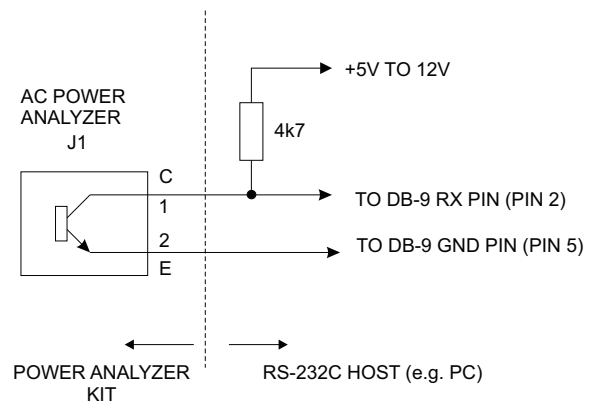 +5V TO 12V
AC POWER
ANALYZER
J1
4k7
C
1
TO DB-9 RX PIN (PIN 2)
2
TO DB-9 GND PIN (PIN 5)
E
POWER ANALYZER
KIT
RS-232C HOST (e.g. PC)